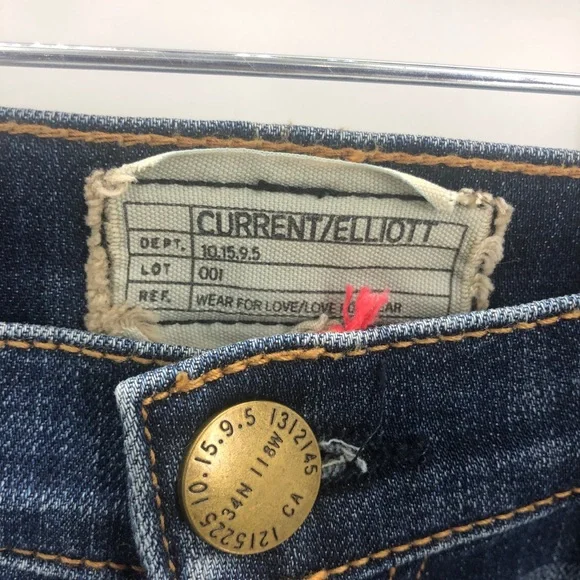 CURRENT/ELLIOTT
DEPT. 10.15.9.5
LOT 001
REF. WEAR FOR LOVE/LOVE
10.15.9.5 1312145
34N 118W
CA
1215225